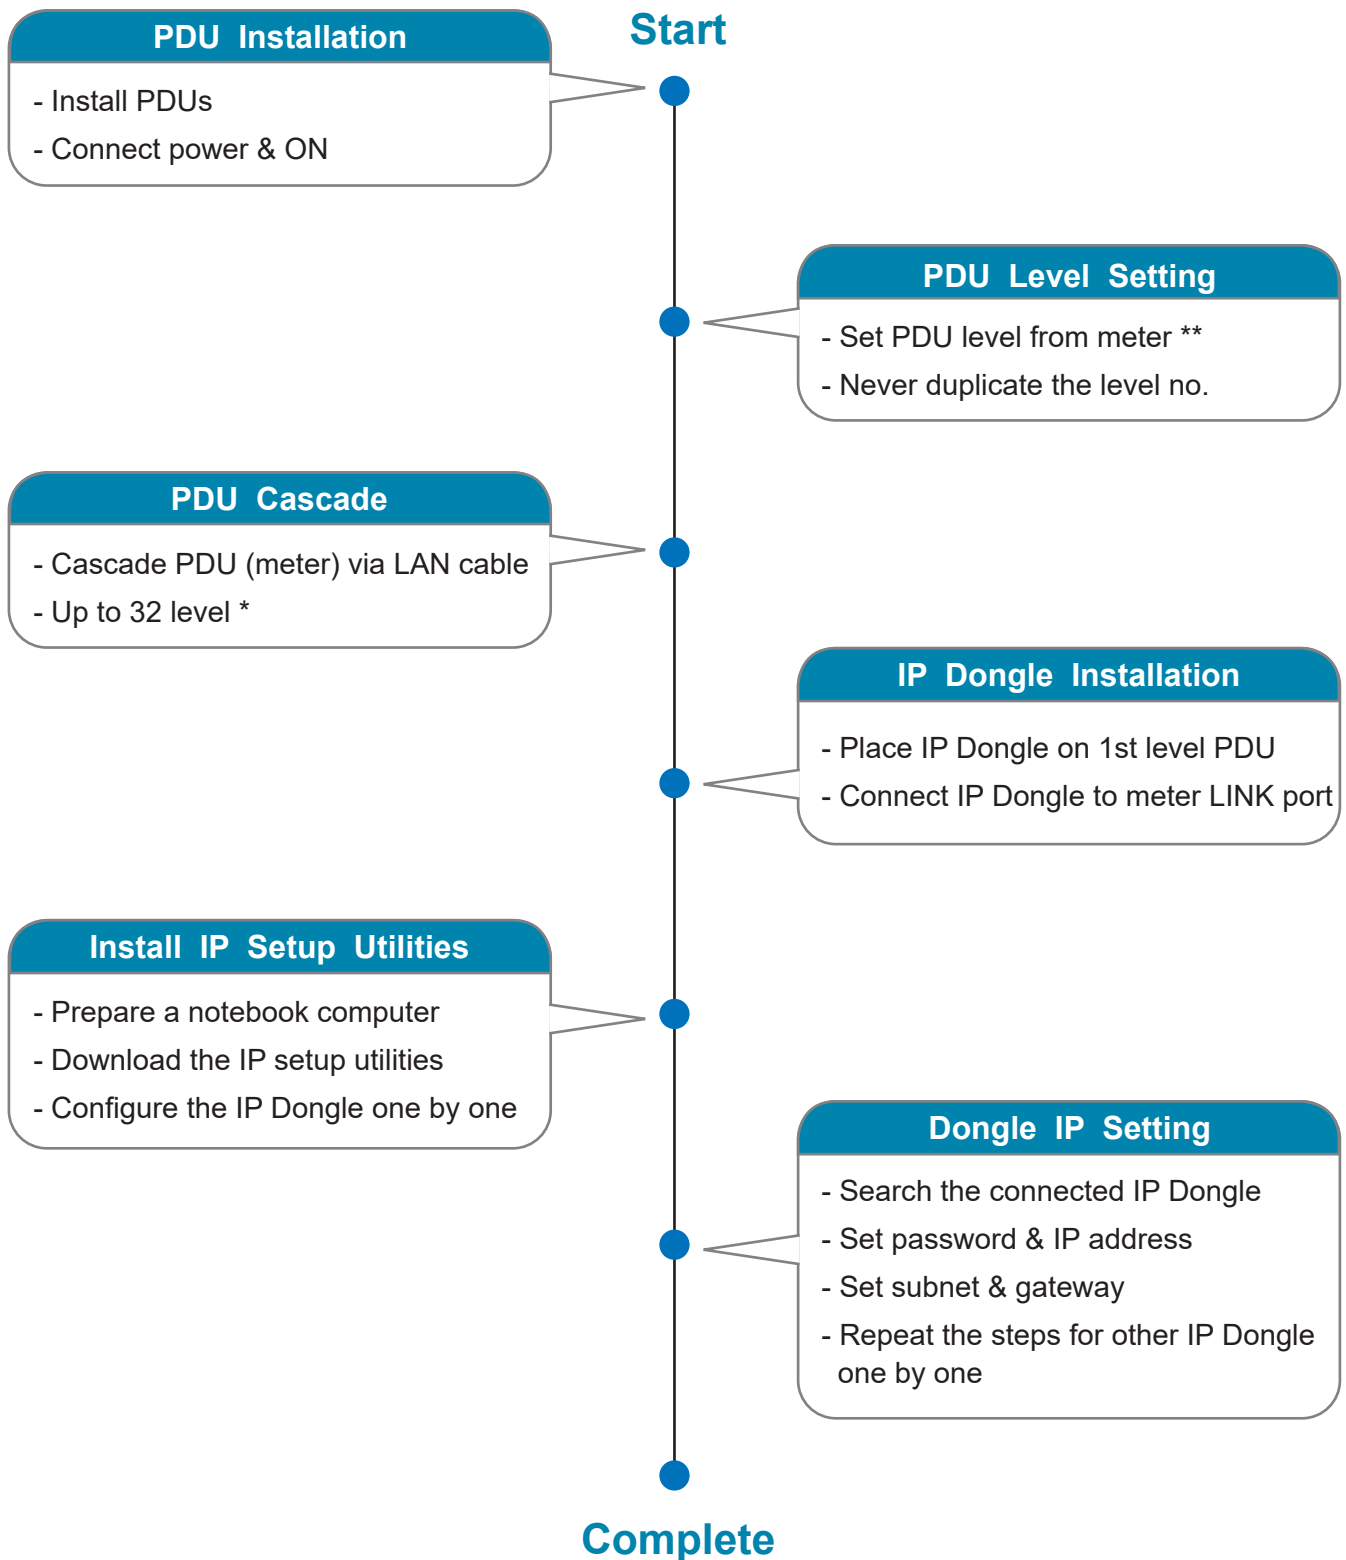 Start
PDU Installation
- Install PDUs
- Connect power & ON
PDU Level Setting
- Set PDU level from meter **
- Never duplicate the level no.
PDU Cascade
- Cascade PDU (meter) via LAN cable
- Up to 32 level *
IP Dongle Installation
- Place IP Dongle on 1st level PDU
- Connect IP Dongle to meter LINK port
Install IP Setup Utilities
- Prepare a notebook computer
- Download the IP setup utilities
- Configure the IP Dongle one by one
Dongle IP Setting
- Search the connected IP Dongle
- Set password & IP address
- Set subnet & gateway
- Repeat the steps for other IP Dongle
one by one
Complete